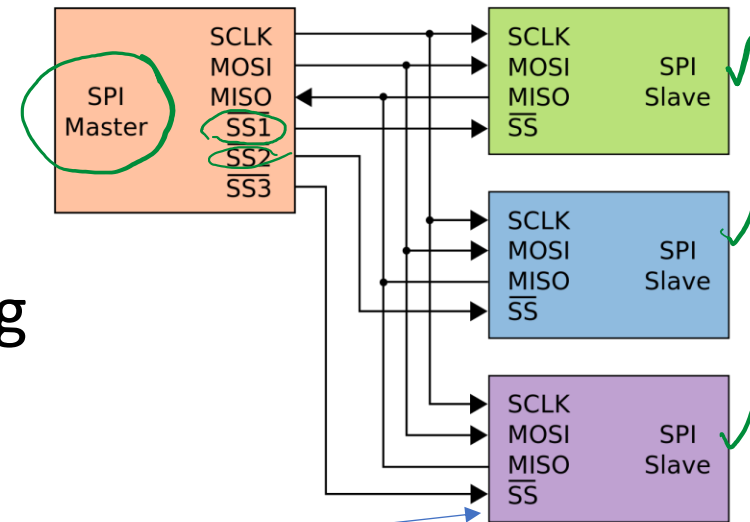 SPI
Master
SCLK
MOSI
MISO
SS1
SS2
SS3
SCLK
MOSI
MISO
SS
SPI
Slave
SCLK
MOSI
MISO
SS
SPI
Slave
SCLK
MOSI
MISO
SS
SPI
Slave
g